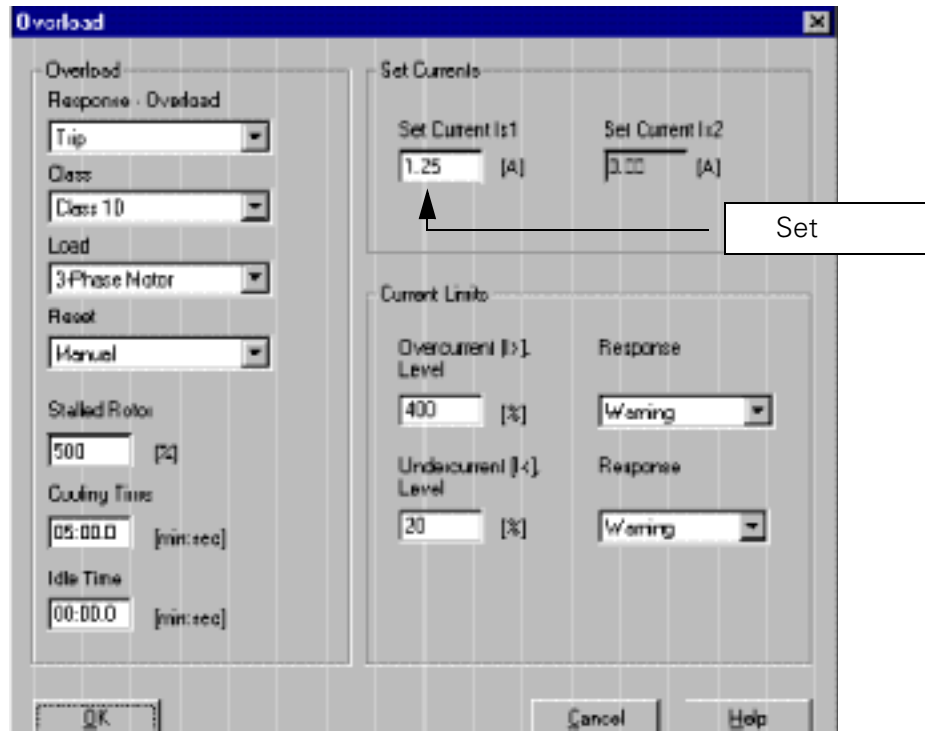 Overload
Overload
Response - Overload
Trip
Class
Class 10
Load
3-Phase Motor
Reset
Manual
Stalled Rotor
500 [%]
Cooling Time
05:00.0 [min:sec]
Idle Time
00:00.0 [min:sec]
Set Currents
Set Current Is1 Set Current Is2
1.25 [A] 0.00 [A]
Set
Current Limits
Overcurrent [I>], Response
Level
400 [%] Warning
Undercurrent [I<], Response
Level
20 [%] Warning
OK Cancel Help